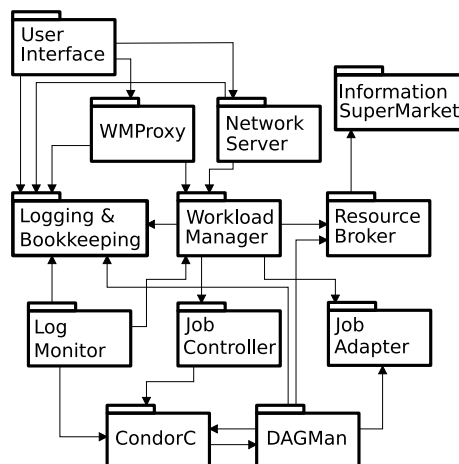 User
Interface
Information
SuperMarket
WMProxy
Network
Server
Logging &
Bookkeeping
Workload
Manager
Resource
Broker
Log
Monitor
Job
Controller
Job
Adapter
CondorC
DAGMan